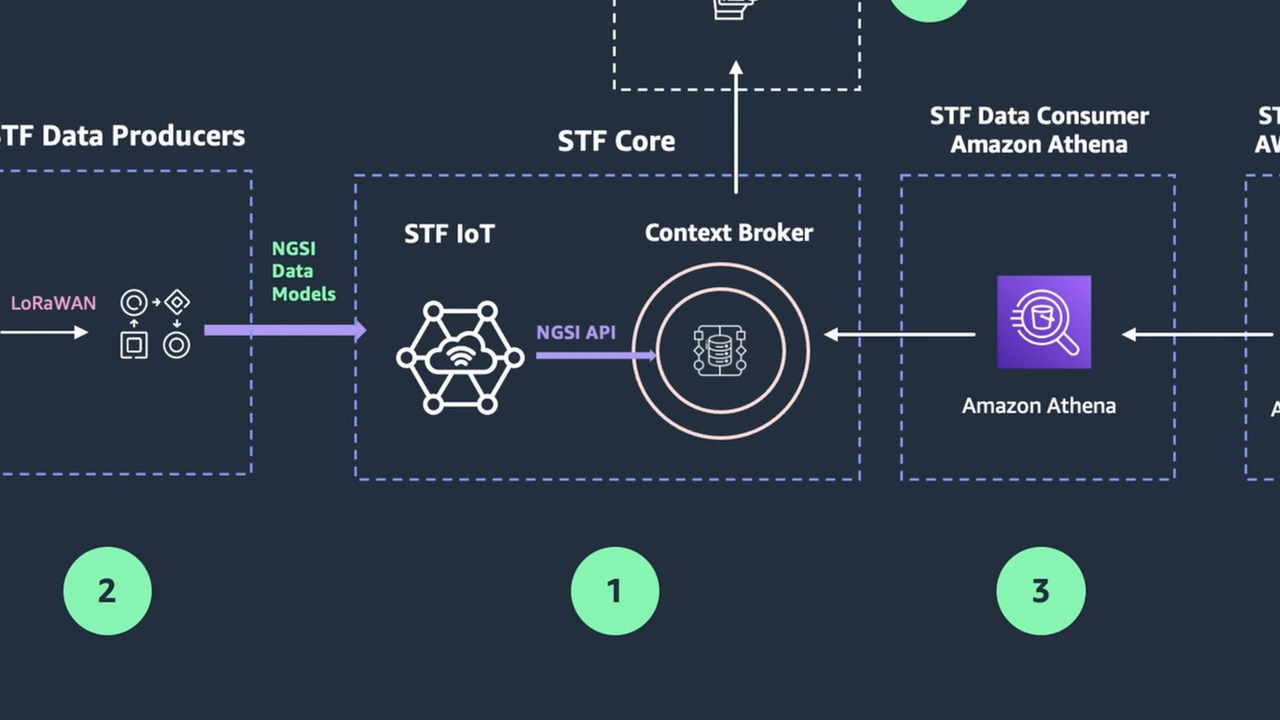 STF Data Producers
STF Core
STF Data Consumer
Amazon Athena
NGSI
Data
Models
LoRaWAN
STF IoT
Context Broker
NGSI API
Amazon Athena
2
1
3